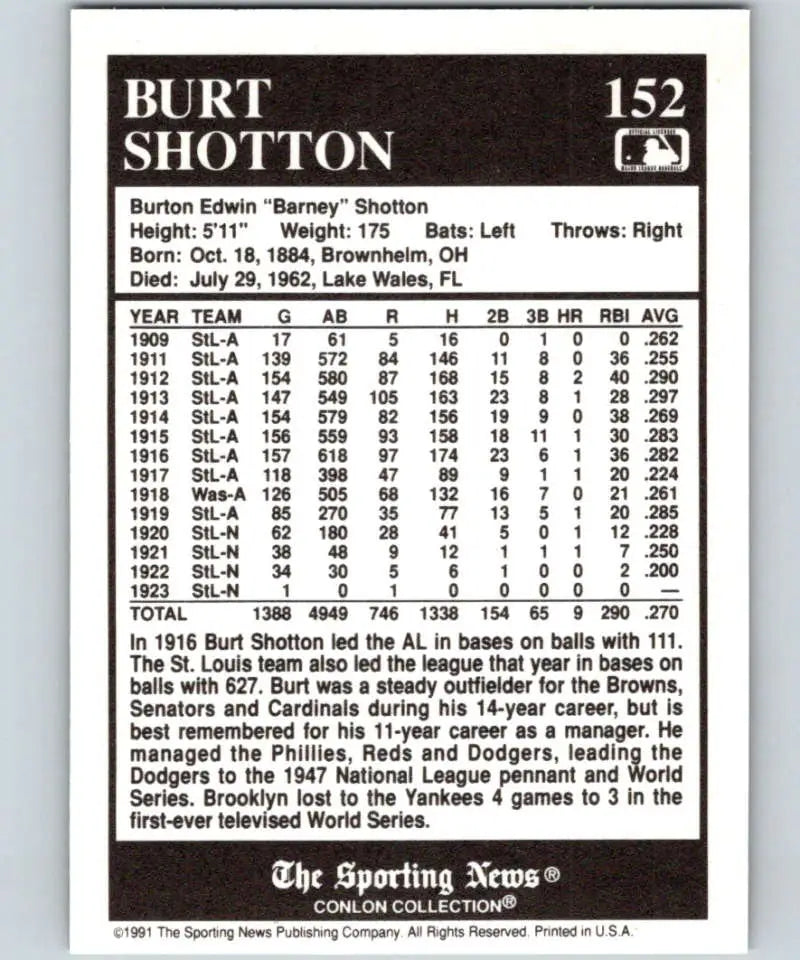 BURT
SHOTTON
152
OFFICIAL LICENSEE
MAJOR LEAGUE BASEBALL
Burton Edwin “Barney” Shotton
Height: 5'11" Weight: 175 Bats: Left Throws: Right
Born: Oct. 18, 1884, Brownhelm, OH
Died: July 29, 1962, Lake Wales, FL
YEAR TEAM G AB R H 2B 3B HR RBI AVG
1909 StL-A 17 61 5 16 0 1 0 0 .262
1911 StL-A 139 572 84 146 11 8 0 36 .255
1912 StL-A 154 580 87 168 15 8 2 40 .290
1913 StL-A 147 549 105 163 23 8 1 28 .297
1914 StL-A 154 579 82 156 19 9 0 38 .269
1915 StL-A 156 559 93 158 18 11 1 30 .283
1916 StL-A 157 618 97 174 23 6 1 36 .282
1917 StL-A 118 398 47 89 9 1 1 20 .224
1918 Was-A 126 505 68 132 16 7 0 21 .261
1919 StL-A 85 270 35 77 13 5 1 20 .285
1920 StL-N 62 180 28 41 5 0 1 12 .228
1921 StL-N 38 48 9 12 1 1 1 7 .250
1922 StL-N 34 30 5 6 1 0 0 2 .200
1923 StL-N 1 0 1 0 0 0 0 0 —
TOTAL 1388 4949 746 1338 154 65 9 290 .270
In 1916 Burt Shotton led the AL in bases on balls with 111.
The St. Louis team also led the league that year in bases on
balls with 627. Burt was a steady outfielder for the Browns,
Senators and Cardinals during his 14-year career, but is
best remembered for his 11-year career as a manager. He
managed the Phillies, Reds and Dodgers, leading the
Dodgers to the 1947 National League pennant and World
Series. Brooklyn lost to the Yankees 4 games to 3 in the
first-ever televised World Series.
The Sporting News®
CONLON COLLECTION®
©1991 The Sporting News Publishing Company. All Rights Reserved. Printed in U.S.A.